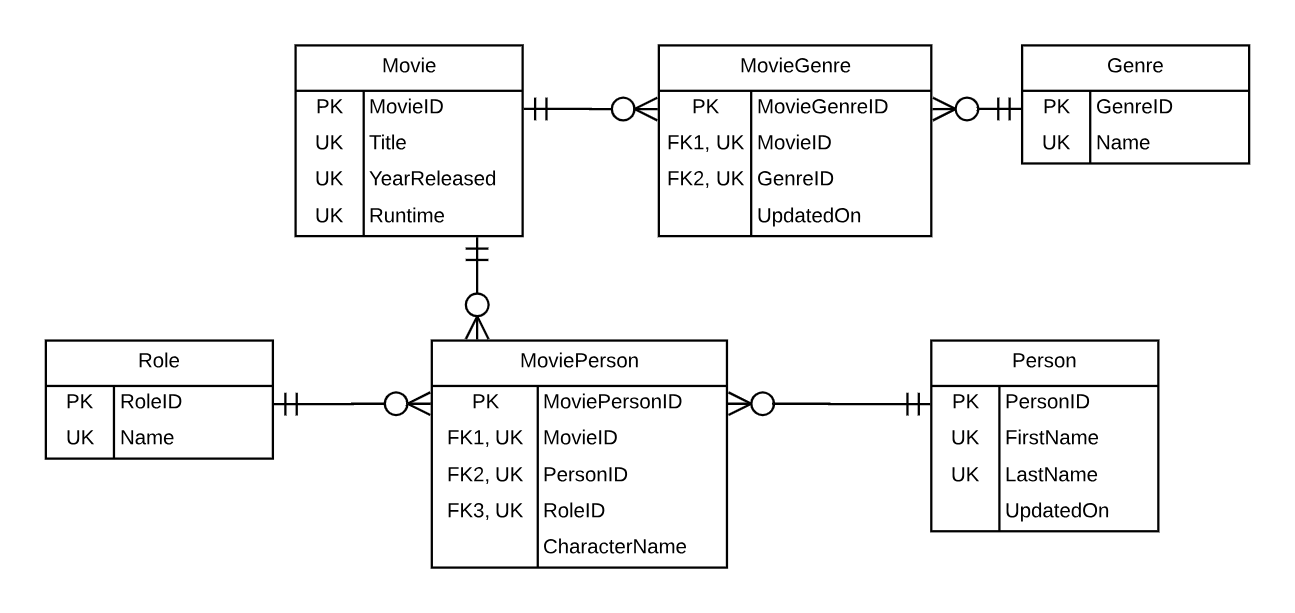 Movie
PK MovieID
UK Title
UK YearReleased
UK Runtime
MovieGenre
PK MovieGenreID
FK1, UK MovieID
FK2, UK GenreID
UpdatedOn
Genre
PK GenreID
UK Name
Role
PK RoleID
UK Name
MoviePerson
PK MoviePersonID
FK1, UK MovieID
FK2, UK PersonID
FK3, UK RoleID
CharacterName
Person
PK PersonID
UK FirstName
UK LastName
UpdatedOn